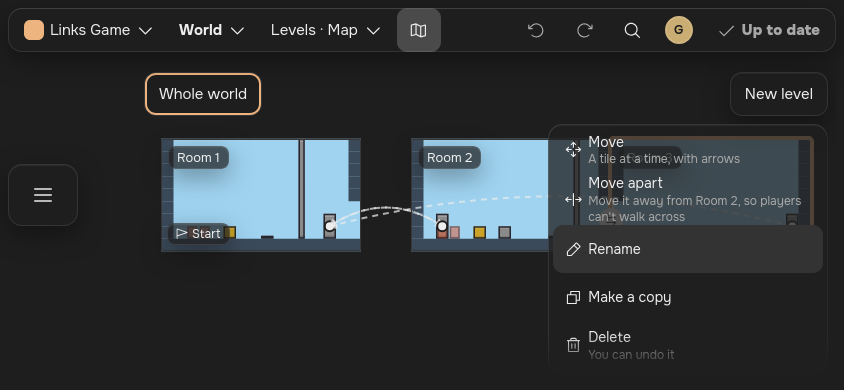 Links Game
World
Levels · Map
G
Up to date
Whole world
New level
Room 1
Room 2
Start
Move
A tile at a time, with arrows
Move apart
Move it away from Room 2, so players
can't walk across
Rename
Make a copy
Delete
You can undo it